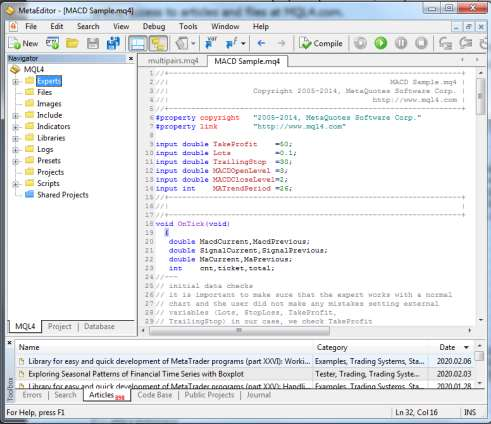 access to articles and files at MQL4.com.
MetaEditor - [MACD Sample.mq4]
File Edit Search View Debug Tools Window Help
New Compile
Navigator
MQL4
Experts
Files
Images
Include
Indicators
Libraries
Logs
Presets
Projects
Scripts
Shared Projects
MQL4 Project Database
multipairs.mq4 MACD Sample.mq4
1 //+------------------------------------------------------------------+
2 //| MACD Sample.mq4 |
3 //| Copyright 2005-2014, MetaQuotes Software Corp. |
4 //| http://www.mql4.com |
5 //+------------------------------------------------------------------+
6 #property copyright "2005-2014, MetaQuotes Software Corp."
7 #property link "http://www.mql4.com"
8
9 input double TakeProfit =50;
10 input double Lots =0.1;
11 input double TrailingStop =30;
12 input double MACDOpenLevel =3;
13 input double MACDCloseLevel=2;
14 input int MATrendPeriod =26;
15 //+------------------------------------------------------------------+
16 //| |
17 //+------------------------------------------------------------------+
18 void OnTick(void)
19 {
20 double MacdCurrent,MacdPrevious;
21 double SignalCurrent,SignalPrevious;
22 double MaCurrent,MaPrevious;
23 int cnt,ticket,total;
24 //---
25 // initial data checks
26 // it is important to make sure that the expert works with a normal
27 // chart and the user did not make any mistakes setting external
28 // variables (Lots, StopLoss, TakeProfit,
29 // TrailingStop) in our case, we check TakeProfit
Name Category Date
Library for easy and quick development of MetaTrader programs (part XXVI): Worki... Examples, Trading Systems, Sta... 2020.02.06
Exploring Seasonal Patterns of Financial Time Series with Boxplot Tester, Trading, Trading Syste... 2020.02.03
Library for easy and quick development of MetaTrader programs (part XXV): Handli... Examples, Trading Systems, Sta... 2020.01.28
Toolbox
Errors Search Articles Code Base Public Projects Journal
For Help, press F1 Ln 32, Col 16 INS